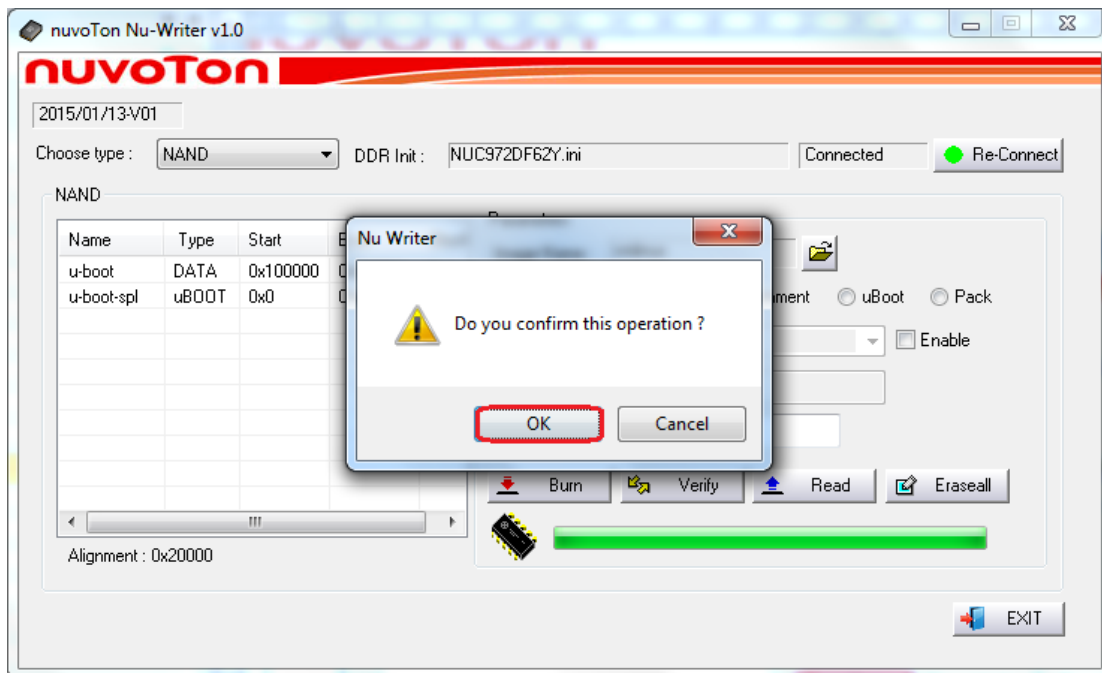 nuvoTon Nu-Writer v1.0
nuvoTon
2015/01/13-V01
Choose type : NAND DDR Init : NUC972DF62Y.ini Connected Re-Connect
NAND
Name Type Start
u-boot DATA 0x100000
u-boot-spl uBOOT 0x0
Nu Writer
Do you confirm this operation ?
OK Cancel
uBoot Pack
Enable
Burn Verify Read Eraseall
Alignment : 0x20000
EXIT